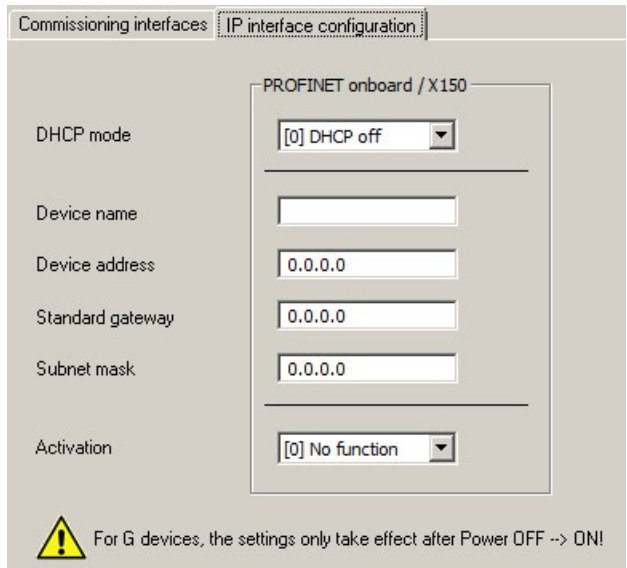 Commissioning interfaces IP interface configuration
PROFINET onboard / X150
DHCP mode [0] DHCP off
Device name
Device address 0.0.0.0
Standard gateway 0.0.0.0
Subnet mask 0.0.0.0
Activation [0] No function
For G devices, the settings only take effect after Power OFF --> ON!